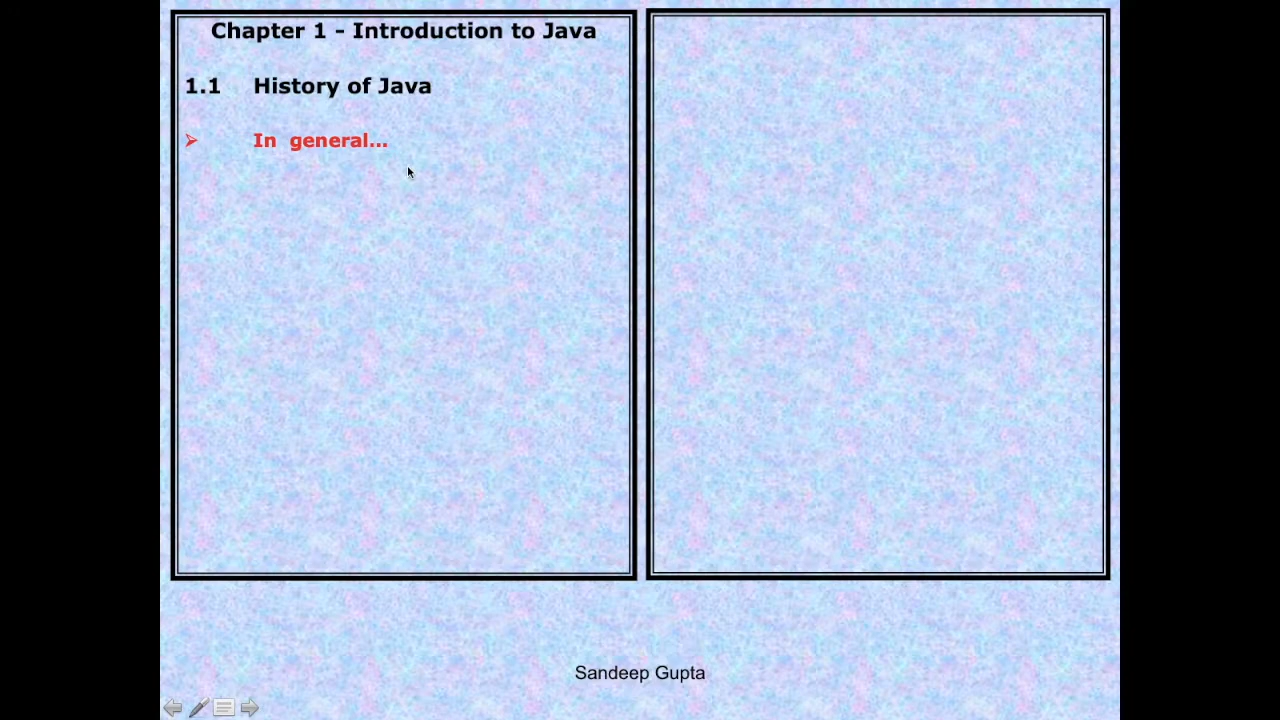 Chapter 1 - Introduction to Java
1.1 History of Java
➢ In general...
Sandeep Gupta